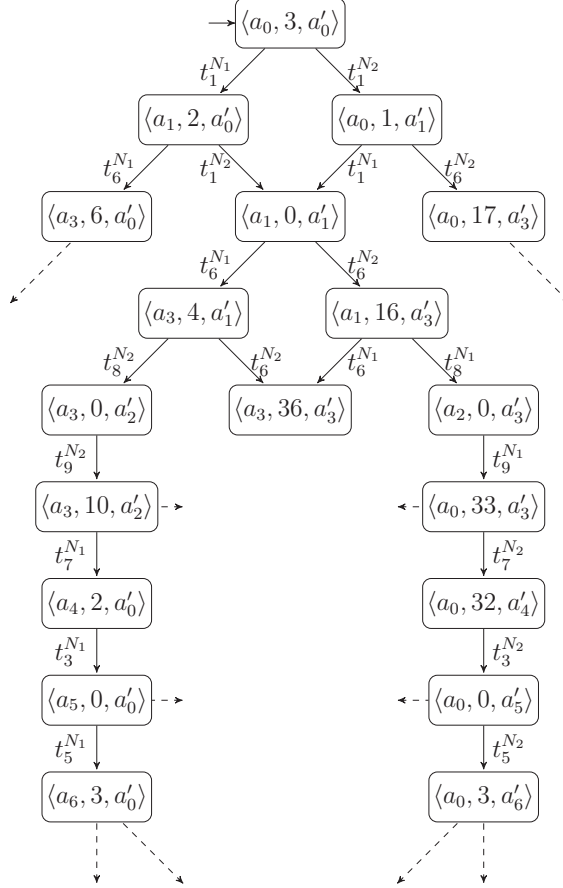 ⟨a₀, 3, a′₀⟩
t₁^{N₁} t₁^{N₂}
⟨a₁, 2, a′₀⟩ ⟨a₀, 1, a′₁⟩
t₆^{N₁} t₁^{N₂} t₁^{N₁} t₆^{N₂}
⟨a₃, 6, a′₀⟩ ⟨a₁, 0, a′₁⟩ ⟨a₀, 17, a′₃⟩
t₆^{N₁} t₆^{N₂}
⟨a₃, 4, a′₁⟩ ⟨a₁, 16, a′₃⟩
t₈^{N₂} t₆^{N₂} t₆^{N₁} t₈^{N₁}
⟨a₃, 0, a′₂⟩ ⟨a₃, 36, a′₃⟩ ⟨a₂, 0, a′₃⟩
t₉^{N₂} t₉^{N₁}
⟨a₃, 10, a′₂⟩ ⟨a₀, 33, a′₃⟩
t₇^{N₁} t₇^{N₂}
⟨a₄, 2, a′₀⟩ ⟨a₀, 32, a′₄⟩
t₃^{N₁} t₃^{N₂}
⟨a₅, 0, a′₀⟩ ⟨a₀, 0, a′₅⟩
t₅^{N₁} t₅^{N₂}
⟨a₆, 3, a′₀⟩ ⟨a₀, 3, a′₆⟩